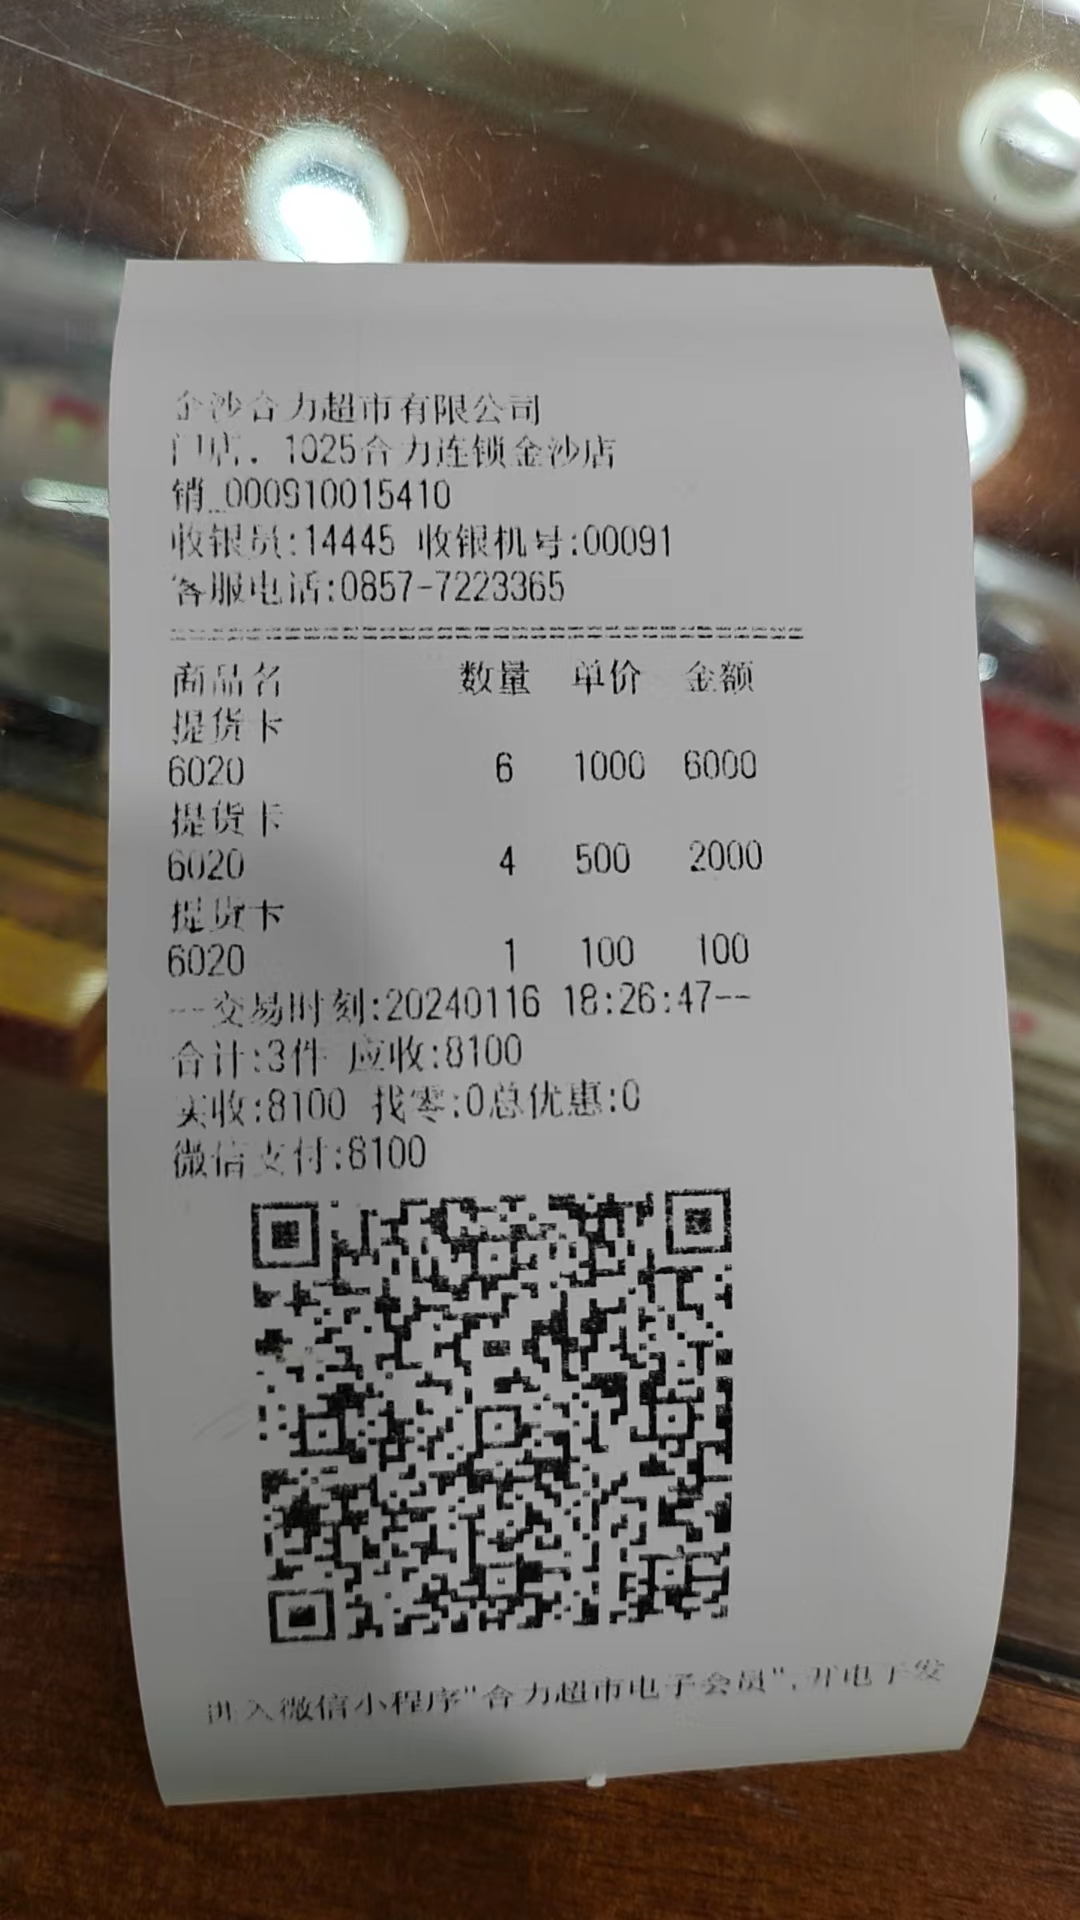 金沙合力超市有限公司
门店. 1025合力连锁金沙店
销_000910015410
收银员:14445 收银机号:00091
客服电话:0857-7223365
商品名 数量 单价 金额
提货卡
6020 6 1000 6000
提货卡
6020 4 500 2000
提货卡
6020 1 100 100
---交易时刻:20240116 18:26:47--
合计:3件 应收:8100
实收:8100 找零:0总优惠:0
微信支付:8100
进入微信小程序"合力超市电子会员",开电子发